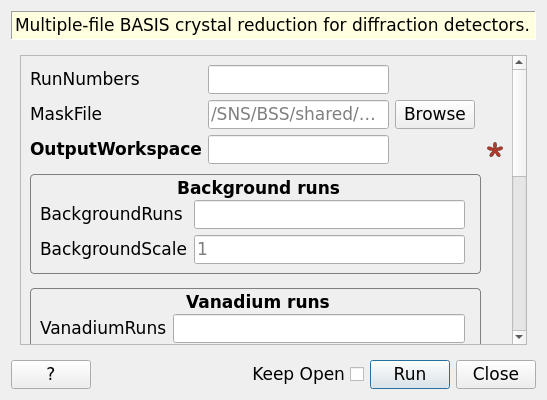 Multiple-file BASIS crystal reduction for diffraction detectors.
RunNumbers
MaskFile /SNS/BSS/shared/... Browse
OutputWorkspace *
Background runs
BackgroundRuns
BackgroundScale 1
Vanadium runs
VanadiumRuns
? Keep Open Run Close